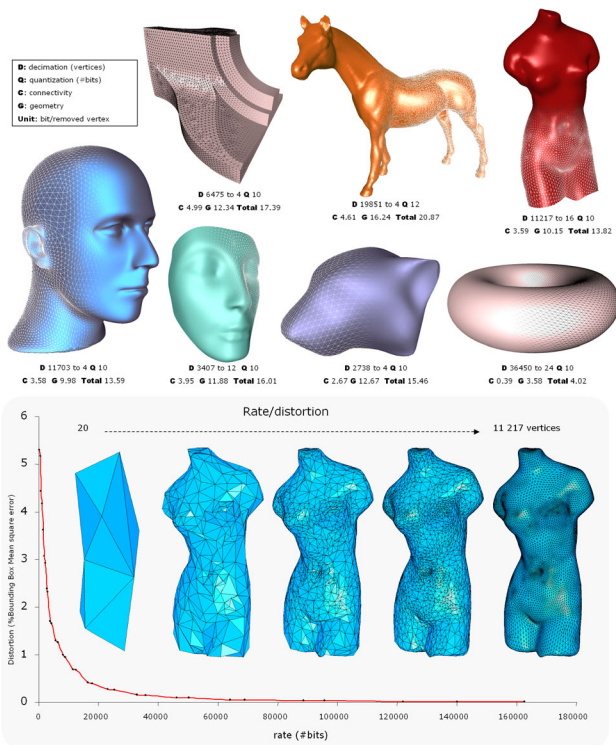 D: decimation (vertices)
Q: quantization (#bits)
C: connectivity
G: geometry
Unit: bit/removed vertex
D 6475 to 4 Q 10
C 4.99 G 12.34 Total 17.39
D 19851 to 4 Q 12
C 4.61 G 16.24 Total 20.87
D 11217 to 16 Q 10
C 3.59 G 10.15 Total 13.82
D 11703 to 4 Q 10
C 3.58 G 9.98 Total 13.59
D 3407 to 12 Q 10
C 3.95 G 11.88 Total 16.01
D 2738 to 4 Q 10
C 2.67 G 12.67 Total 15.46
D 36450 to 24 Q 10
C 0.39 G 3.58 Total 4.02
Rate/distortion
20 11 217 vertices
Distortion (%Bounding Box Mean square error)
6
5
4
3
2
1
0
0 20000 40000 60000 80000 100000 120000 140000 160000 180000
rate (#bits)